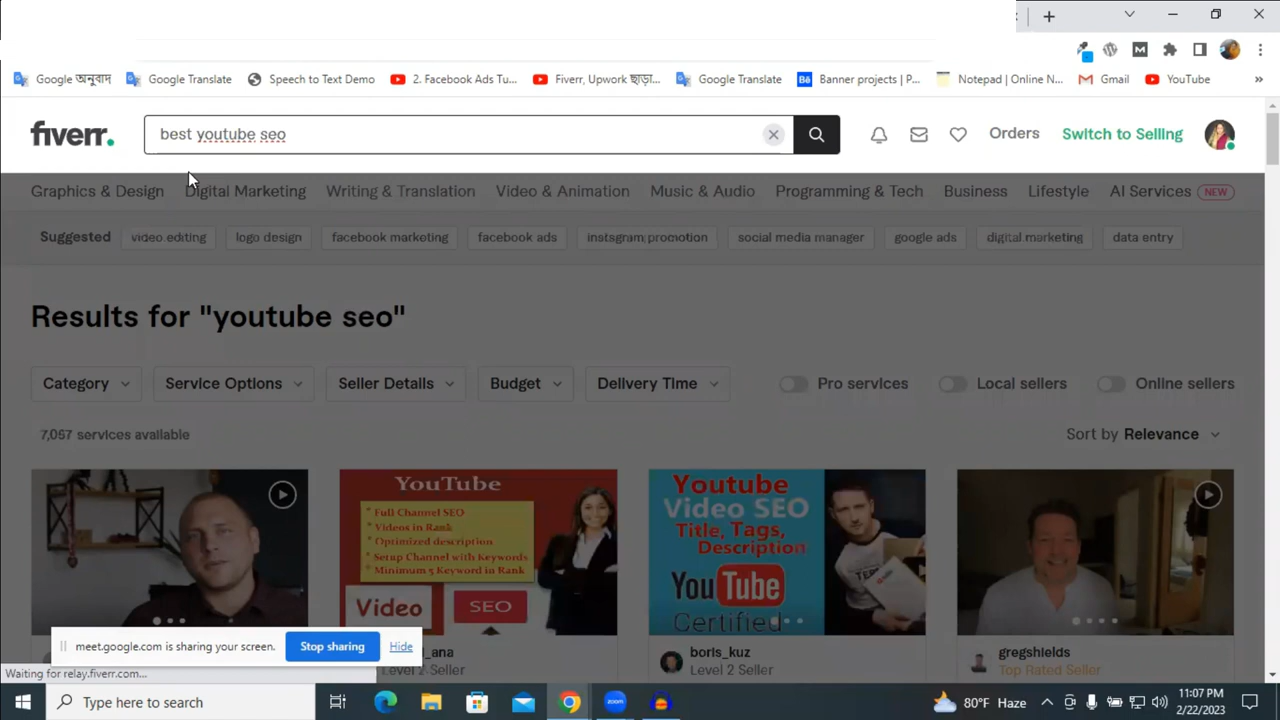 Google অনুবাদ
Google Translate
Speech to Text Demo
2. Facebook Ads Tu...
Fiverr, Upwork ছাড়া...
Google Translate
Bē Banner projects | P...
Notepad | Online N...
Gmail
YouTube
»
fiverr.
best youtube seo
Orders
Switch to Selling
Graphics & Design
Digital Marketing
Writing & Translation
Video & Animation
Music & Audio
Programming & Tech
Business
Lifestyle
AI Services NEW
Suggested
video editing
logo design
facebook marketing
facebook ads
instagram promotion
social media manager
google ads
digital marketing
data entry
Results for "youtube seo"
Category
Service Options
Seller Details
Budget
Delivery Time
Pro services
Local sellers
Online sellers
7,067 services available
Sort by Relevance
YouTube
* Full Channel SEO
* Videos in Rank
* Optimized description
* Setup Channel with Keywords
* Minimum 3 Keyword in Rank
Video
SEO
Youtube
Video SEO
Title, Tags,
Description
YouTube
Certified
meet.google.com is sharing your screen.
Stop sharing
Hide
l_ana
Level 2 Seller
boris_kuz
Level 2 Seller
gregshields
Top Rated Seller
Waiting for relay.fiverr.com...
Type here to search
80°F Haze
11:07 PM
2/22/2023